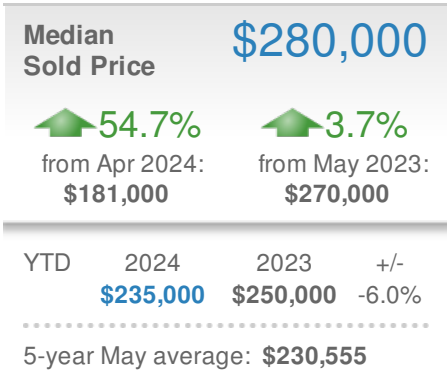 Median
Sold Price
$280,000
54.7%
3.7%
from Apr 2024:
from May 2023:
$181,000
$270,000
YTD 2024 2023 +/-
$235,000 $250,000 -6.0%
5-year May average: $230,555